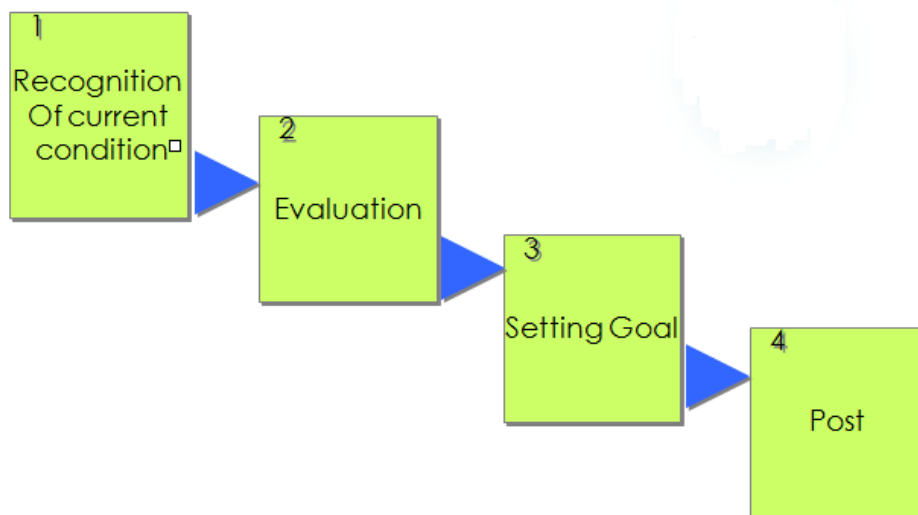 1
Recognition
Of current
condition
2
Evaluation
3
Setting Goal
4
Post